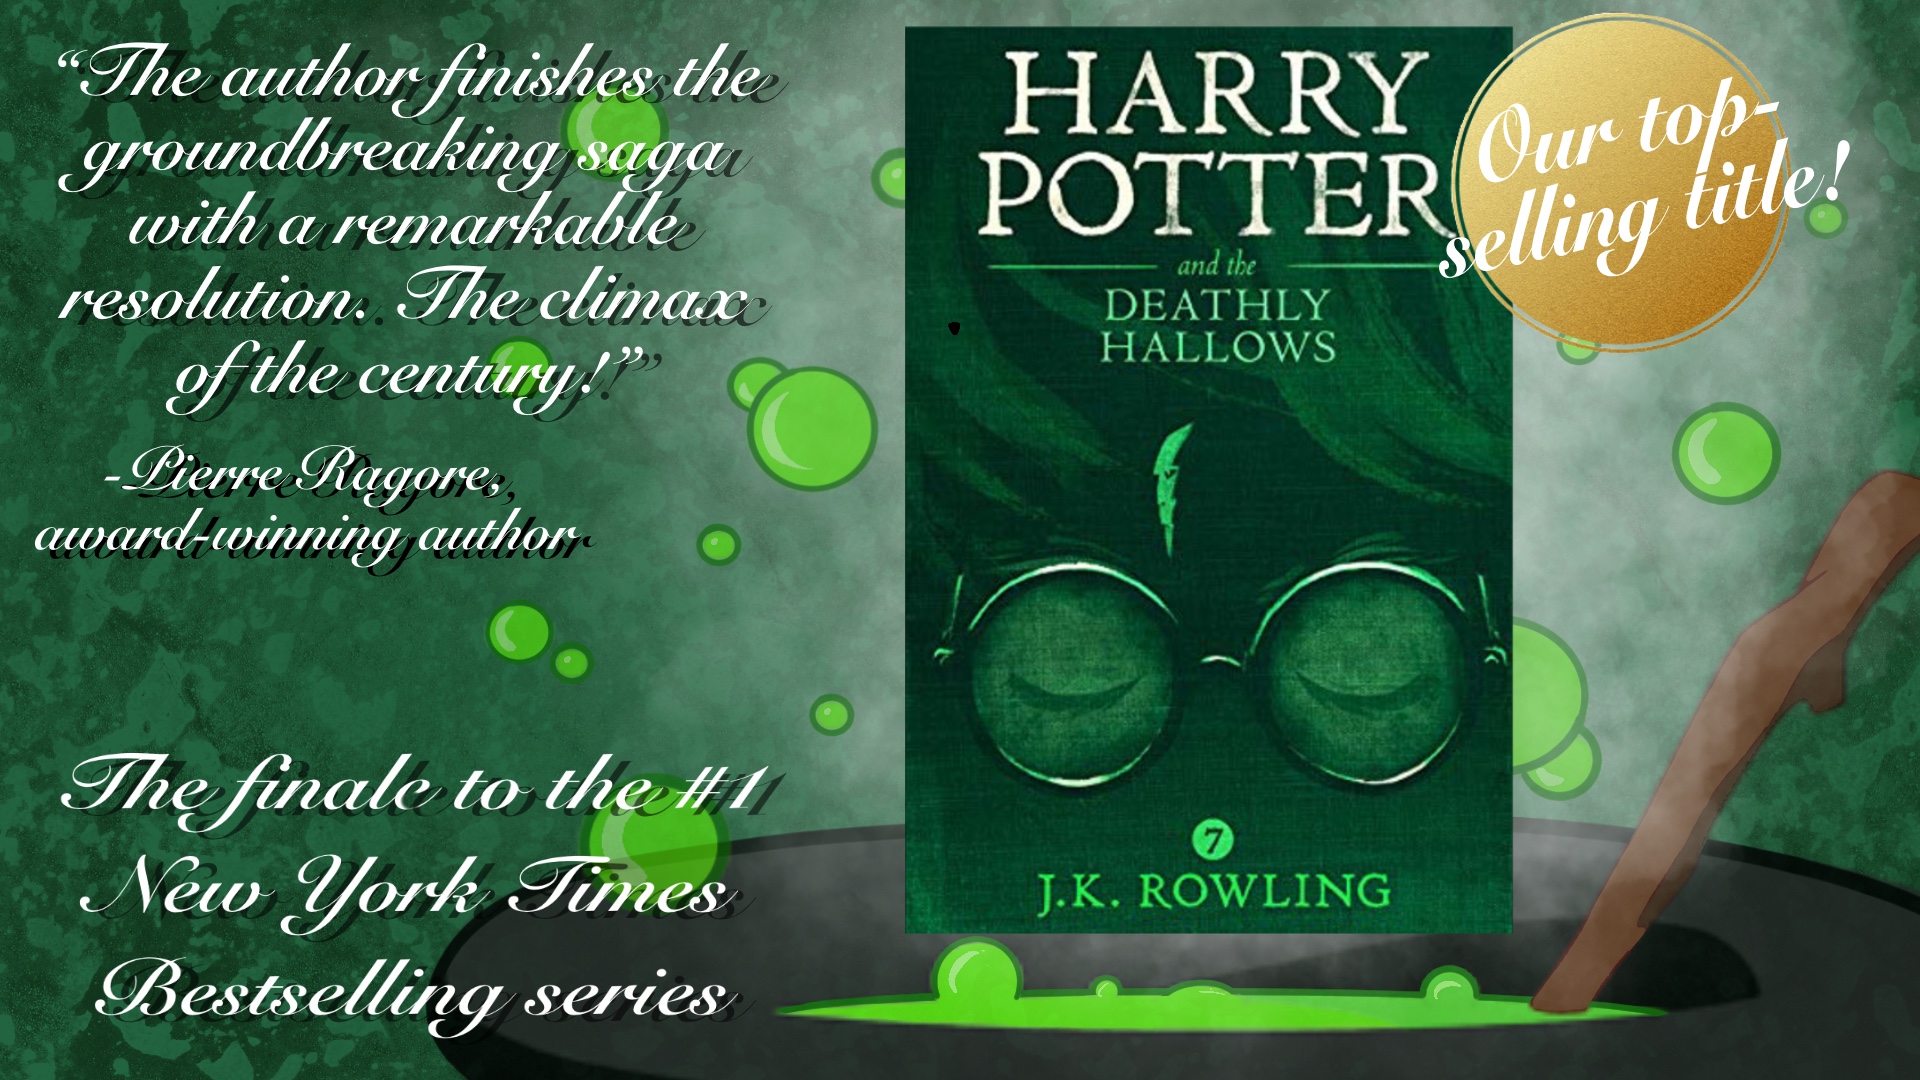 “The author finishes the
groundbreaking saga
with a remarkable
resolution. The climax
of the century!”
-Pierre Ragore,
award-winning author
The finale to the #1
New York Times
Bestselling series
HARRY
POTTER
and the
DEATHLY
HALLOWS
7
J.K. ROWLING
Our top-
selling title!